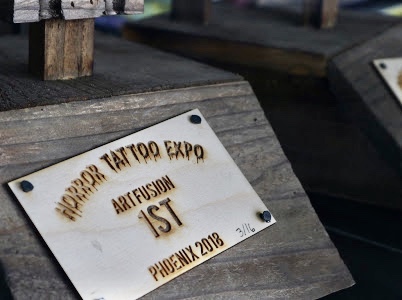 HORROR TATTOO EXPO
ART FUSION
1ST
PHOENIX 2018
3/16